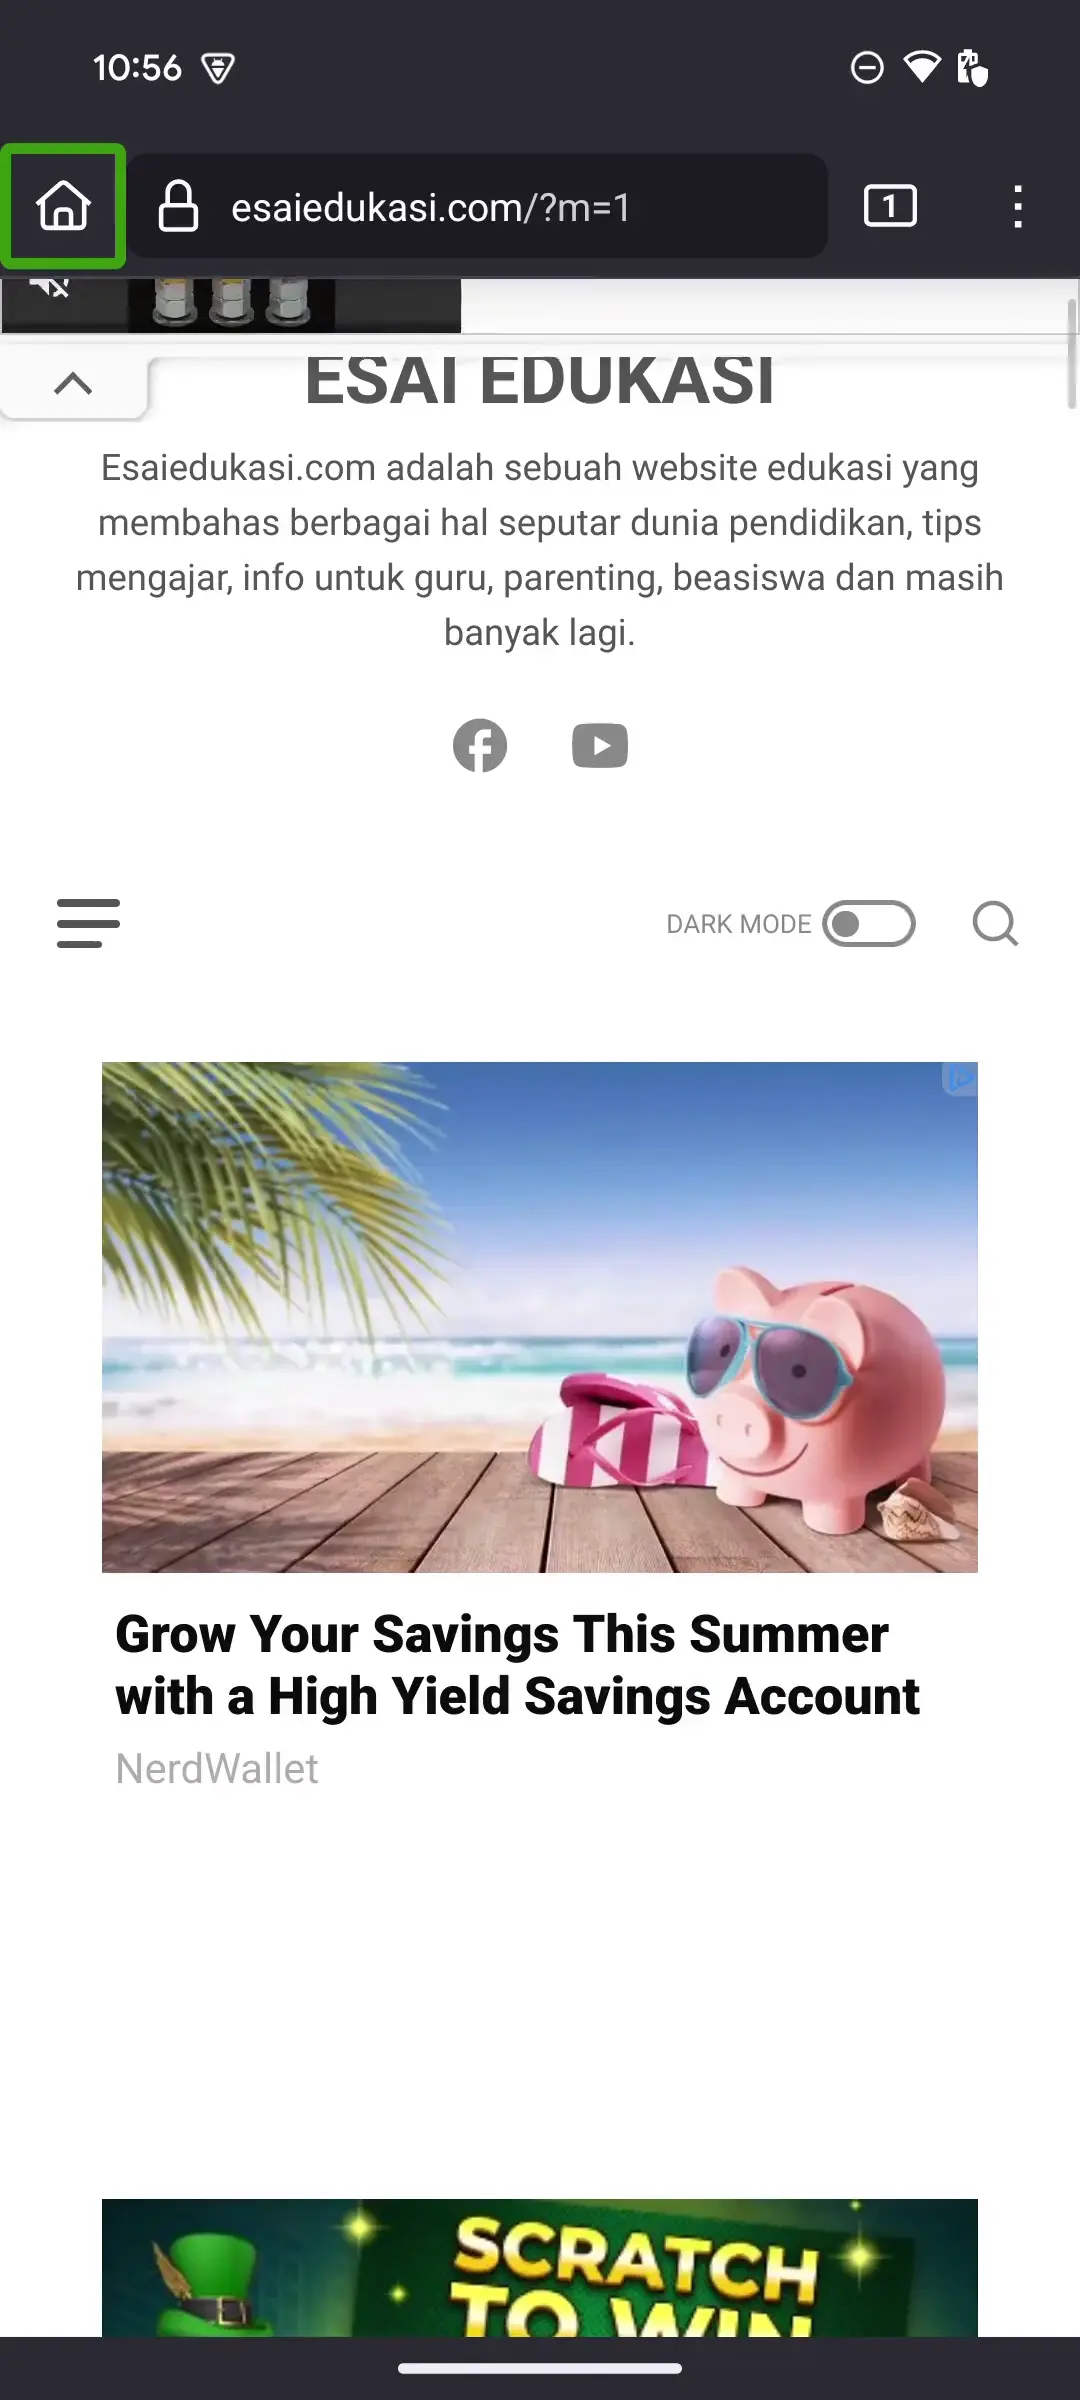 10:56
esaiedukasi.com/?m=1
1
ESAI EDUKASI
Esaiedukasi.com adalah sebuah website edukasi yang
membahas berbagai hal seputar dunia pendidikan, tips
mengajar, info untuk guru, parenting, beasiswa dan masih
banyak lagi.
DARK MODE
Grow Your Savings This Summer
with a High Yield Savings Account
NerdWallet
SCRATCH
TO WIN